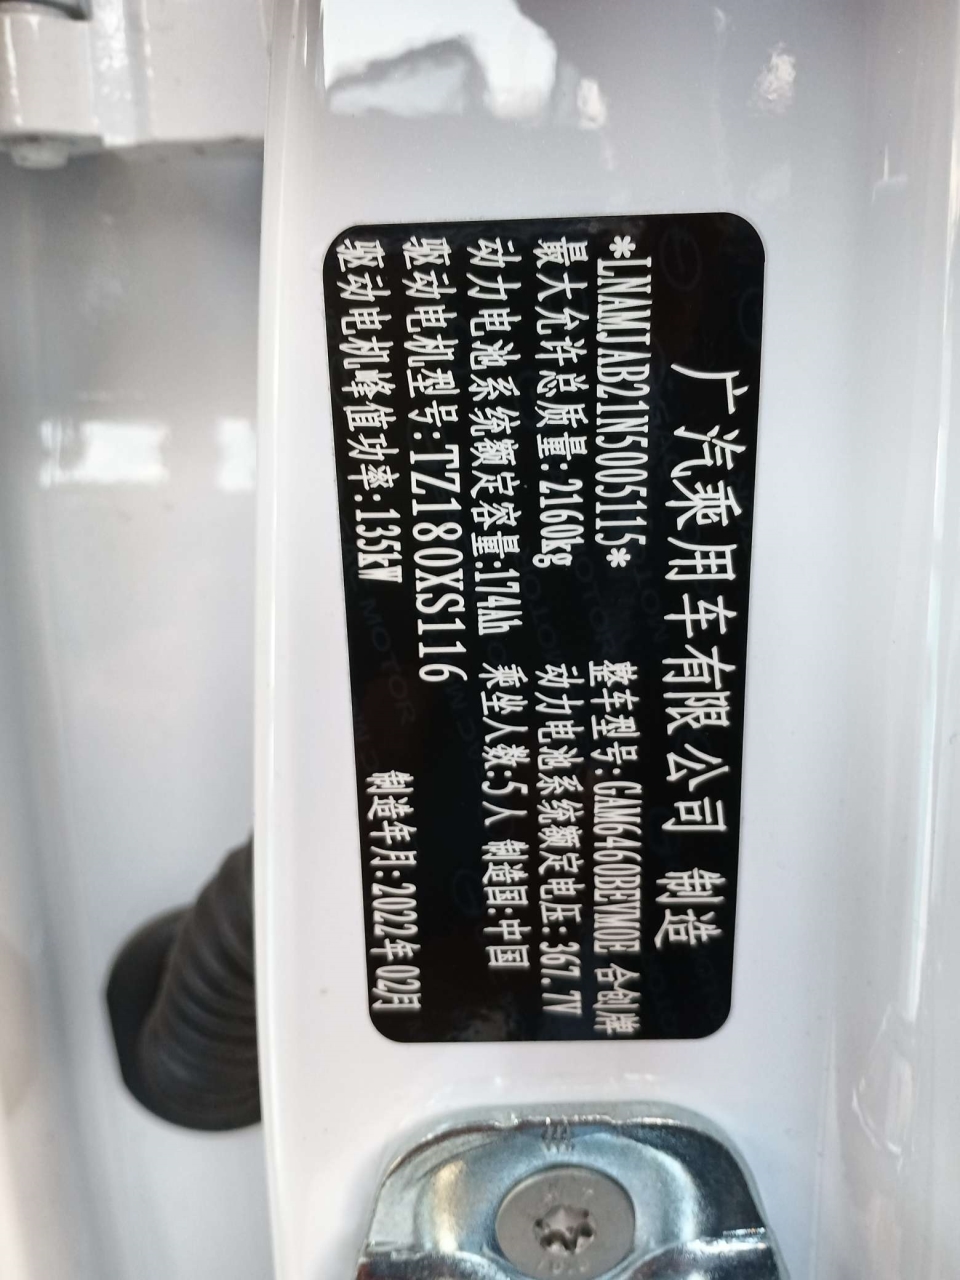 广汽乘用车有限公司 制造
*LNAMJAB21N5005115* 整车型号:GAM6460BEVM0E 合创牌
最大允许总质量:2160kg 动力电池系统额定电压:367.7V
动力电池系统额定容量:174Ah 乘坐人数:5人 制造国:中国
驱动电机型号:TZ180XS116
驱动电机峰值功率:135kW 制造年月:2022年02月